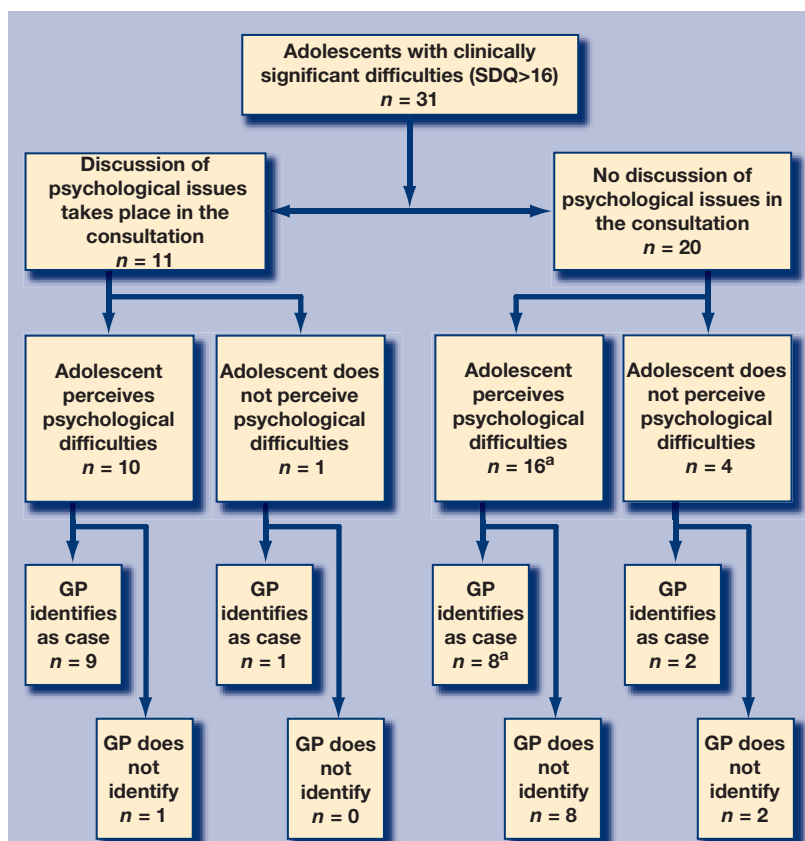 Adolescents with clinically
significant difficulties (SDQ>16)
n = 31
Discussion of
psychological issues
takes place in the
consultation
n = 11
No discussion of
psychological issues in
the consultation
n = 20
Adolescent
perceives
psychological
difficulties
n = 10
Adolescent does
not perceive
psychological
difficulties
n = 1
Adolescent
perceives
psychological
difficulties
n = 16a
Adolescent does
not perceive
psychological
difficulties
n = 4
GP
identifies
as case
n = 9
GP
identifies
as case
n = 1
GP
identifies
as case
n = 8a
GP
identifies
as case
n = 2
GP does
not
identify
n = 1
GP does
not
identify
n = 0
GP does
not
identify
n = 8
GP does
not
identify
n = 2